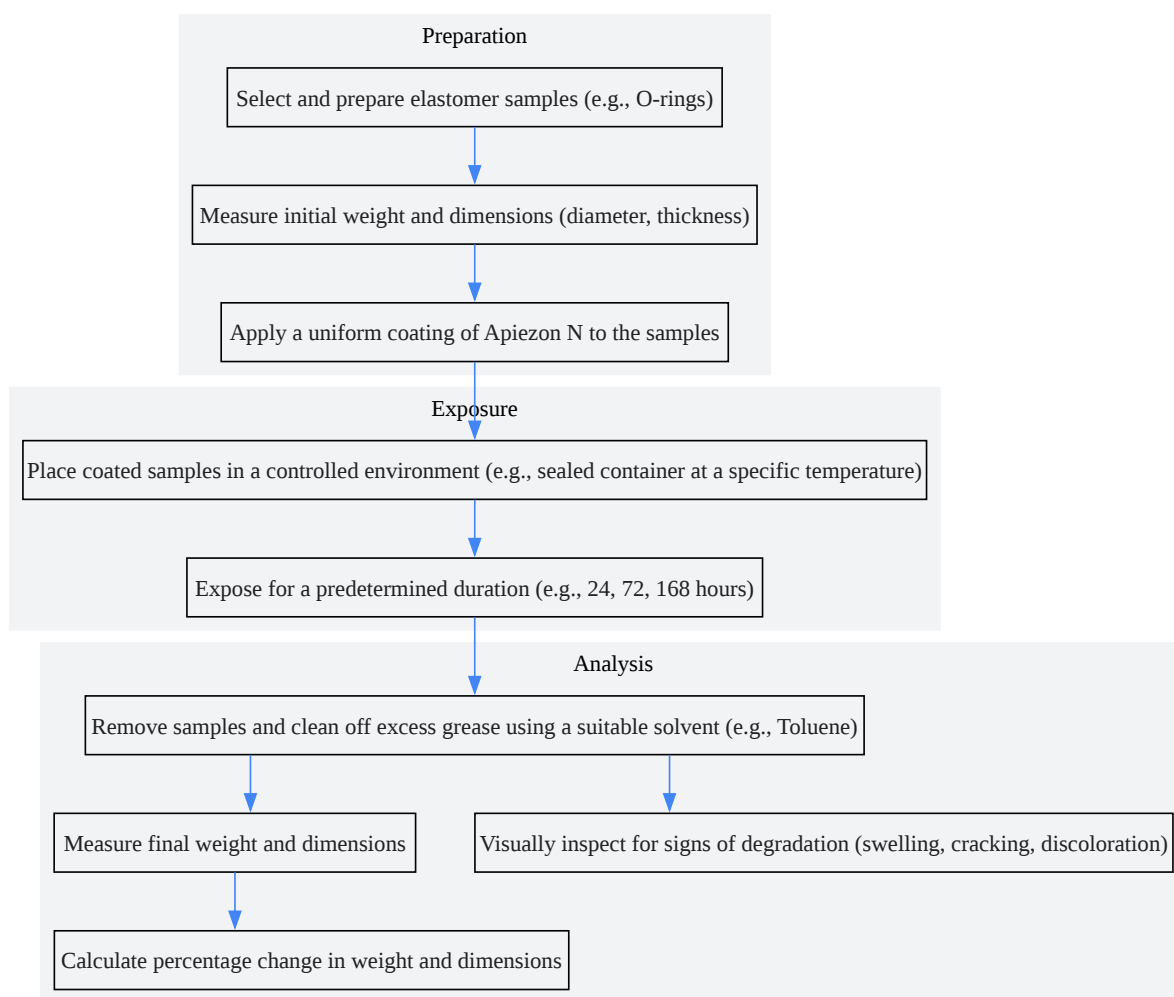 Preparation
Select and prepare elastomer samples (e.g., O-rings)
Measure initial weight and dimensions (diameter, thickness)
Apply a uniform coating of Apiezon N to the samples
Exposure
Place coated samples in a controlled environment (e.g., sealed container at a specific temperature)
Expose for a predetermined duration (e.g., 24, 72, 168 hours)
Analysis
Remove samples and clean off excess grease using a suitable solvent (e.g., Toluene)
Measure final weight and dimensions
Visually inspect for signs of degradation (swelling, cracking, discoloration)
Calculate percentage change in weight and dimensions